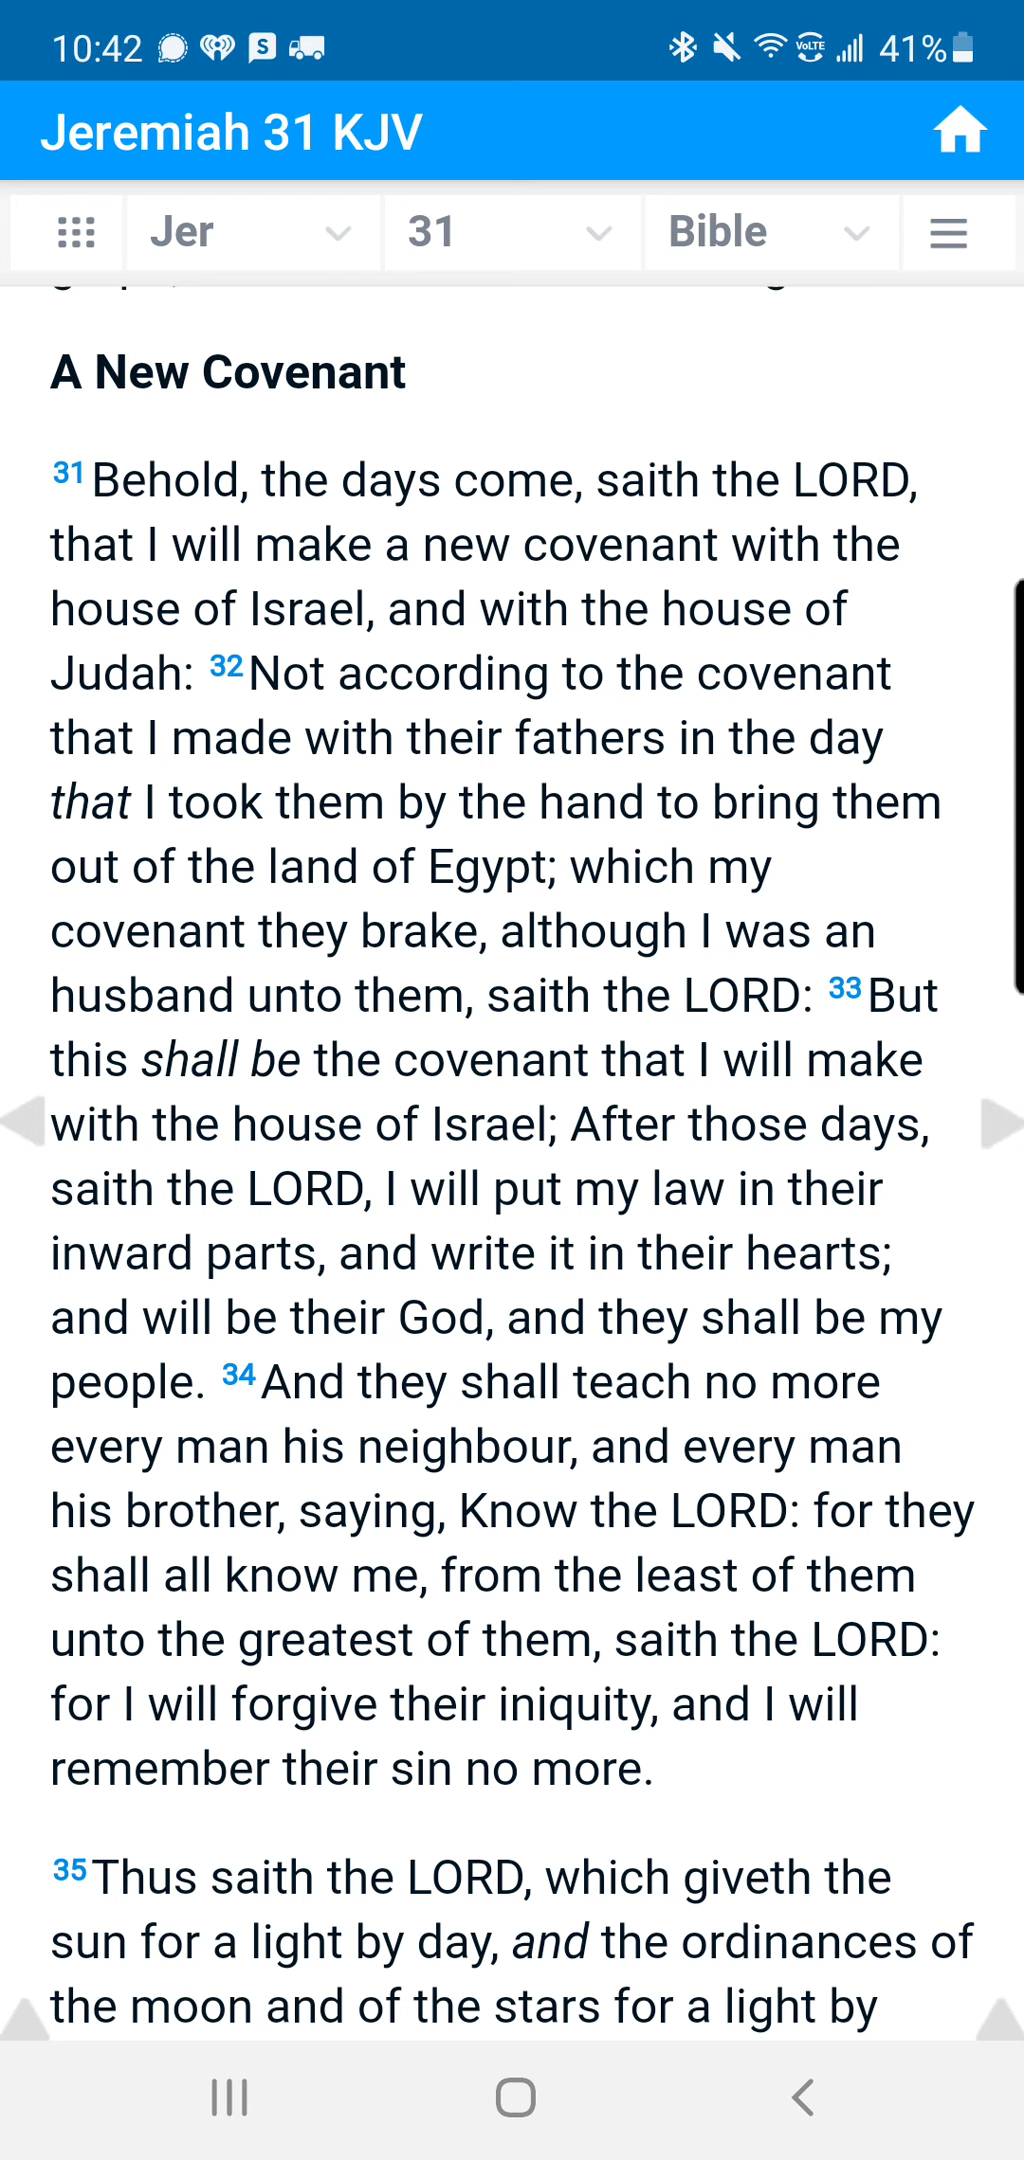 10:42 S VoLTE 41%
Jeremiah 31 KJV
Jer 31 Bible
A New Covenant
31 Behold, the days come, saith the LORD,
that I will make a new covenant with the
house of Israel, and with the house of
Judah: 32 Not according to the covenant
that I made with their fathers in the day
that I took them by the hand to bring them
out of the land of Egypt; which my
covenant they brake, although I was an
husband unto them, saith the LORD: 33 But
this shall be the covenant that I will make
with the house of Israel; After those days,
saith the LORD, I will put my law in their
inward parts, and write it in their hearts;
and will be their God, and they shall be my
people. 34 And they shall teach no more
every man his neighbour, and every man
his brother, saying, Know the LORD: for they
shall all know me, from the least of them
unto the greatest of them, saith the LORD:
for I will forgive their iniquity, and I will
remember their sin no more.
35 Thus saith the LORD, which giveth the
sun for a light by day, and the ordinances of
the moon and of the stars for a light by